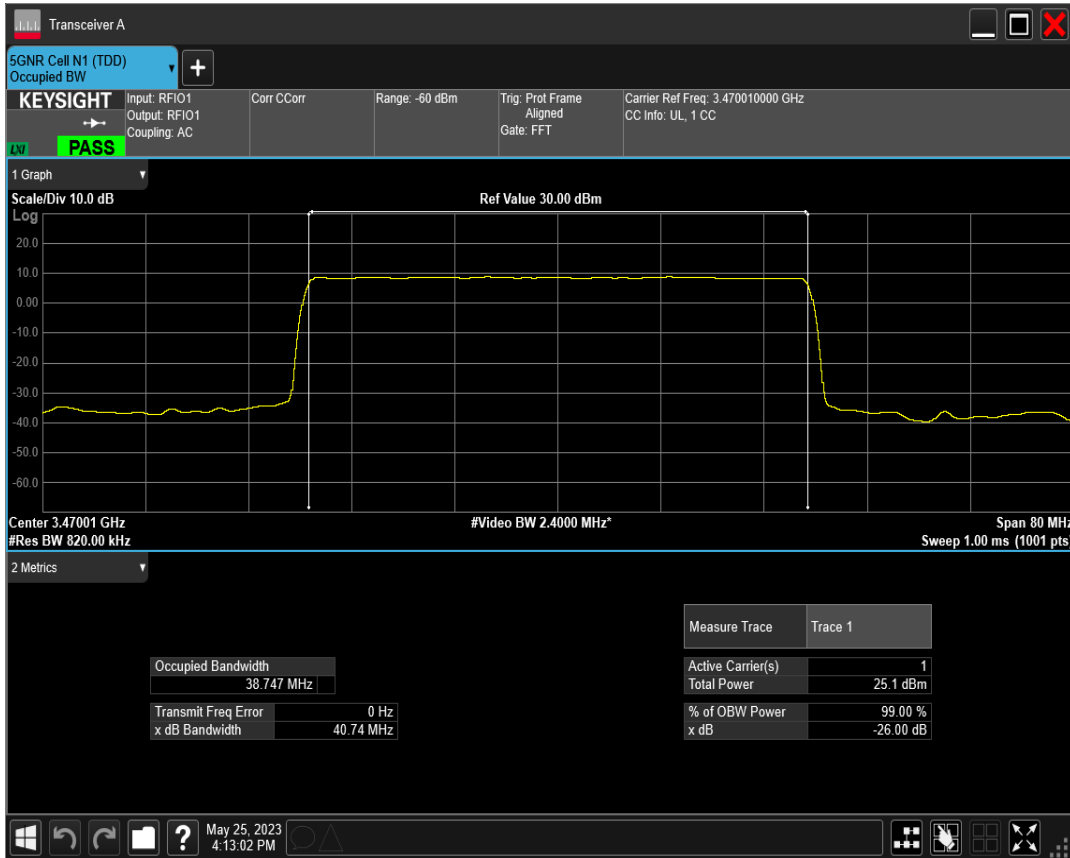 Transceiver A
5GNR Cell N1 (TDD)
Occupied BW
+
KEYSIGHT
LXI
PASS
Input: RFIO1
Output: RFIO1
Coupling: AC
Corr CCorr
Range: -60 dBm
Trig: Prot Frame
Aligned
Gate: FFT
Carrier Ref Freq: 3.470010000 GHz
CC Info: UL, 1 CC
1 Graph
Scale/Div 10.0 dB
Ref Value 30.00 dBm
Log
20.0
10.0
0.00
-10.0
-20.0
-30.0
-40.0
-50.0
-60.0
Center 3.47001 GHz
#Video BW 2.4000 MHz*
Span 80 MHz
#Res BW 820.00 kHz
Sweep 1.00 ms (1001 pts)
2 Metrics
Measure Trace Trace 1
Occupied Bandwidth
38.747 MHz
Active Carrier(s) 1
Total Power 25.1 dBm
Transmit Freq Error 0 Hz
x dB Bandwidth 40.74 MHz
% of OBW Power 99.00 %
x dB -26.00 dB
?
May 25, 2023
4:13:02 PM